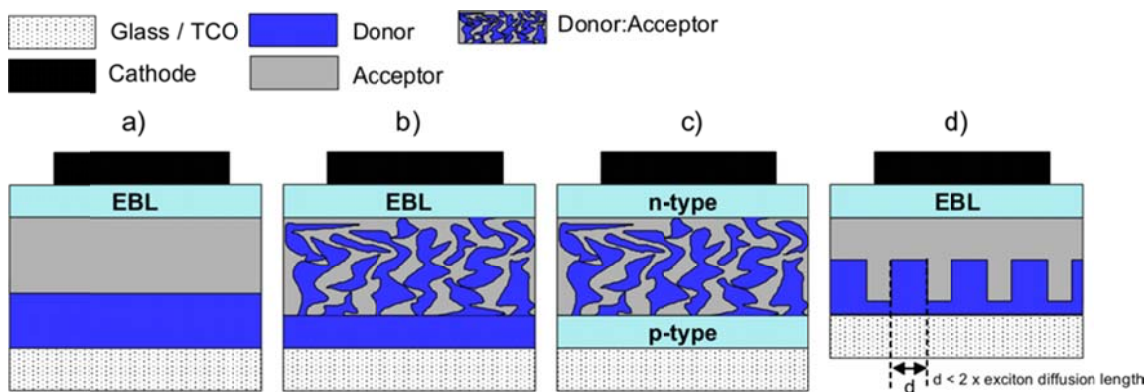 Glass / TCO
Donor
Donor:Acceptor
Cathode
Acceptor
a)
b)
c)
d)
EBL
EBL
n-type
EBL
p-type
d
d < 2 x exciton diffusion length